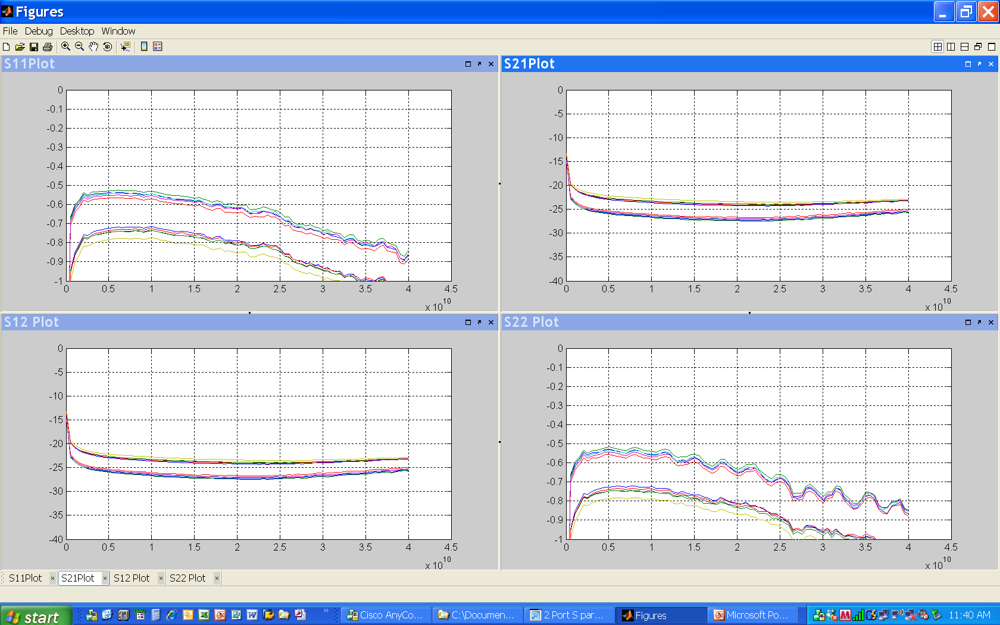 Figures
File Debug Desktop Window
S11Plot
0
-0.1
-0.2
-0.3
-0.4
-0.5
-0.6
-0.7
-0.8
-0.9
-1
0 0.5 1 1.5 2 2.5 3 3.5 4 4.5
x 10^10
S21Plot
0
-5
-10
-15
-20
-25
-30
-35
-40
0 0.5 1 1.5 2 2.5 3 3.5 4 4.5
x 10^10
S12 Plot
0
-5
-10
-15
-20
-25
-30
-35
-40
0 0.5 1 1.5 2 2.5 3 3.5 4 4.5
x 10^10
S22 Plot
0
-0.1
-0.2
-0.3
-0.4
-0.5
-0.6
-0.7
-0.8
-0.9
-1
0 0.5 1 1.5 2 2.5 3 3.5 4 4.5
x 10^10
S11Plot S21Plot S12 Plot S22 Plot
start Cisco AnyCo... C:\Documen... 2 Port S par... Figures Microsoft Po... 11:40 AM